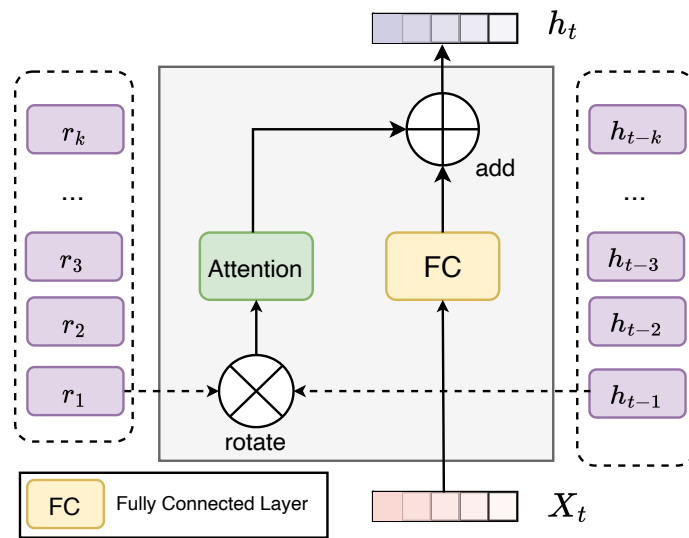 h_t
r_k
h_{t-k}
add
...
...
r_3
Attention
FC
h_{t-3}
r_2
h_{t-2}
r_1
h_{t-1}
rotate
FC Fully Connected Layer
X_t